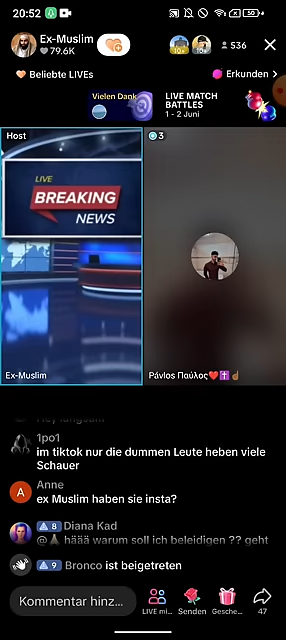 20:52
Ex-Muslim
79.6K
10+
10+
536
Beliebte LIVEs
Erkunden
Vielen Dank
LIVE MATCH
BATTLES
1 - 2 Juni
Host
3
LIVE
BREAKING
NEWS
Ex-Muslim
Pávlos Παύλος
1po1
im tiktok nur die dummen Leute heben viele
Schauer
Anne
A
ex Muslim haben sie insta?
8 Diana Kad
häää warum soll ich beleidigen ?? geht
9 Bronco ist beigetreten
Kommentar hinz...
LIVE mi...
Senden
Gesche...
47